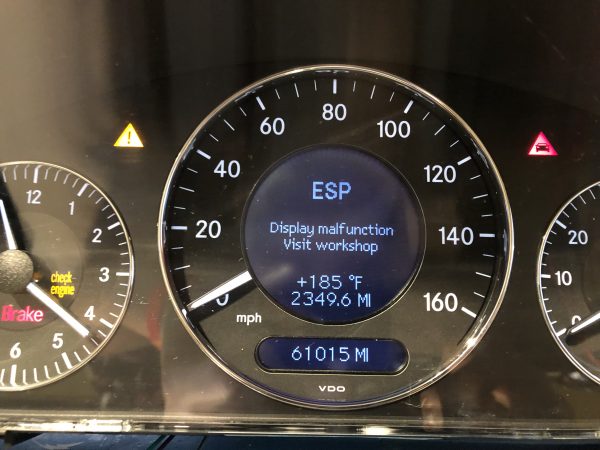 12
1
2
3
4
5
6
check
engine
Brake
0
20
40
60
80
100
120
140
160
mph
ESP
Display malfunction
Visit workshop
+185 °F
2349.6 MI
61015 MI
VDO
20
10
0